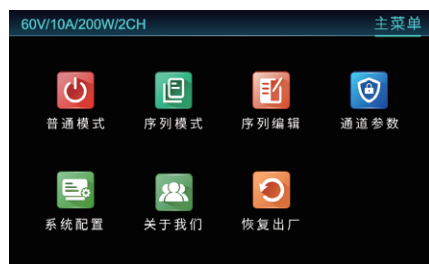 60V/10A/200W/2CH 主菜单
普通模式 序列模式 序列编辑 通道参数
系统配置 关于我们 恢复出厂